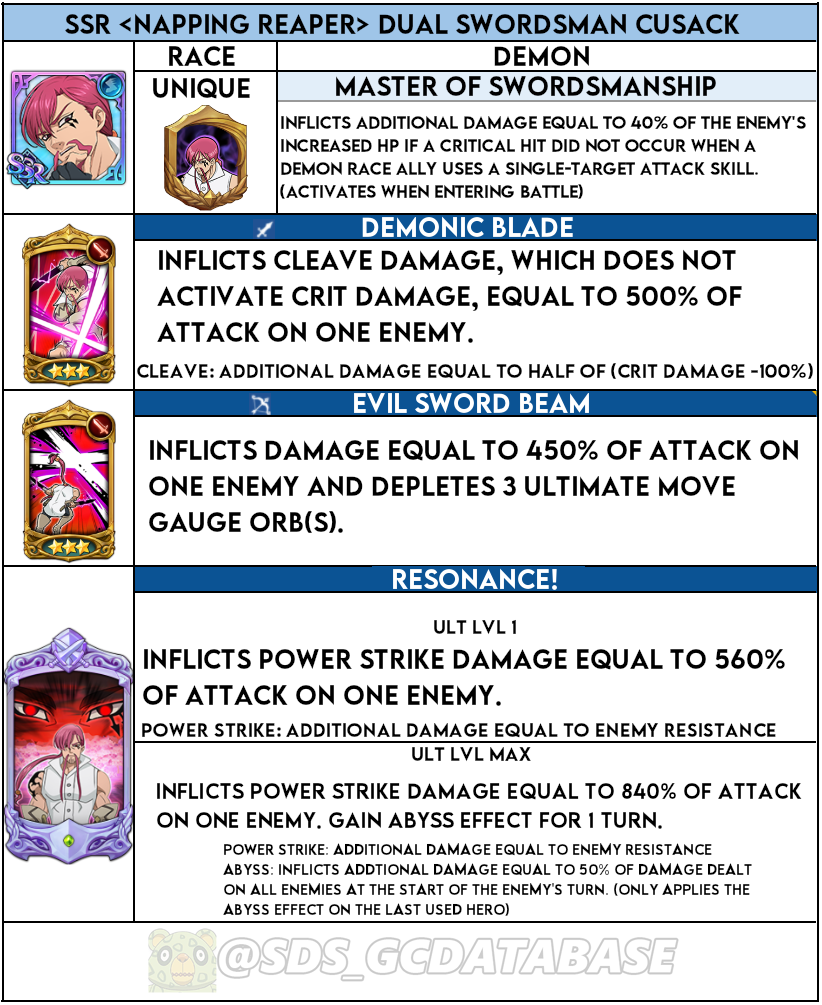 SSR <NAPPING REAPER> DUAL SWORDSMAN CUSACK
RACE
DEMON
SSR
UNIQUE
MASTER OF SWORDSMANSHIP
INFLICTS ADDITIONAL DAMAGE EQUAL TO 40% OF THE ENEMY'S
INCREASED HP IF A CRITICAL HIT DID NOT OCCUR WHEN A
DEMON RACE ALLY USES A SINGLE-TARGET ATTACK SKILL.
(ACTIVATES WHEN ENTERING BATTLE)
DEMONIC BLADE
INFLICTS CLEAVE DAMAGE, WHICH DOES NOT
ACTIVATE CRIT DAMAGE, EQUAL TO 500% OF
ATTACK ON ONE ENEMY.
CLEAVE: ADDITIONAL DAMAGE EQUAL TO HALF OF (CRIT DAMAGE -100%)
EVIL SWORD BEAM
INFLICTS DAMAGE EQUAL TO 450% OF ATTACK ON
ONE ENEMY AND DEPLETES 3 ULTIMATE MOVE
GAUGE ORB(S).
RESONANCE!
ULT LVL 1
INFLICTS POWER STRIKE DAMAGE EQUAL TO 560%
OF ATTACK ON ONE ENEMY.
POWER STRIKE: ADDITIONAL DAMAGE EQUAL TO ENEMY RESISTANCE
ULT LVL MAX
INFLICTS POWER STRIKE DAMAGE EQUAL TO 840% OF ATTACK
ON ONE ENEMY. GAIN ABYSS EFFECT FOR 1 TURN.
POWER STRIKE: ADDITIONAL DAMAGE EQUAL TO ENEMY RESISTANCE
ABYSS: INFLICTS ADDTIONAL DAMAGE EQUAL TO 50% OF DAMAGE DEALT
ON ALL ENEMIES AT THE START OF THE ENEMY'S TURN. (ONLY APPLIES THE
ABYSS EFFECT ON THE LAST USED HERO)
@SDS_GCDATABASE